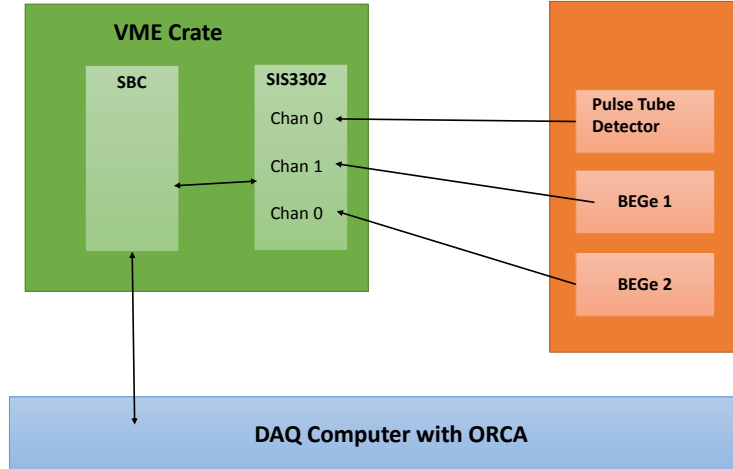 VME Crate
SBC
SIS3302
Chan 0
Chan 1
Chan 0
Pulse Tube
Detector
BEGe 1
BEGe 2
DAQ Computer with ORCA